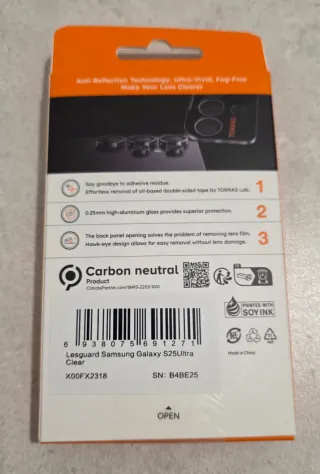 Anti-Reflection Technology, Ultra-Vivid, Fog-Free
Make Your Lens Clearer
TORRAS
Say goodbye to adhesive residue.
Effortless removal of oil-based double-sided tape by TORRAS Lab.
1
0.25mm high-aluminum glass provides superior protection.
2
The back panel opening solves the problem of removing lens film.
Hawk-eye design allows for easy removal without lens damage.
3
Carbon neutral
Product
PRINTED WITH
SOY INK
Made in China
6 938075 691271
Lesguard Samsung Galaxy S25Ultra
Clear
X00FX2318
SN: B4BE25
OPEN